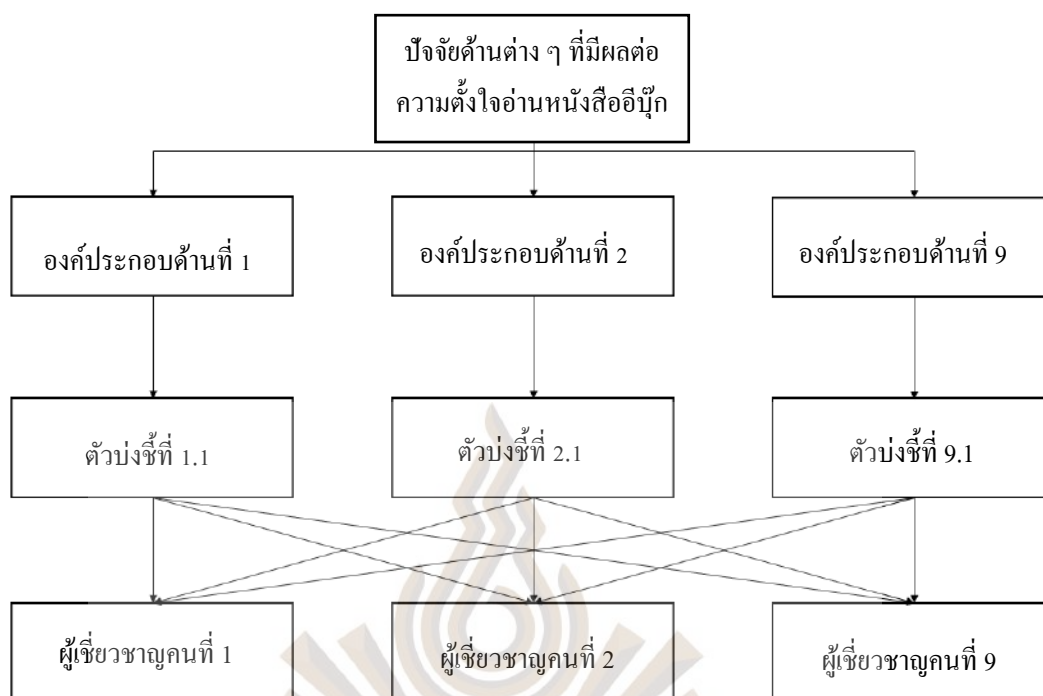 ปัจจัยด้านต่าง ๆ ที่มีผลต่อ
ความตั้งใจอ่านหนังสืออีบุ๊ก
องค์ประกอบด้านที่ 1
องค์ประกอบด้านที่ 2
องค์ประกอบด้านที่ 9
ตัวบ่งชี้ที่ 1.1
ตัวบ่งชี้ที่ 2.1
ตัวบ่งชี้ที่ 9.1
ผู้เชี่ยวชาญคนที่ 1
ผู้เชี่ยวชาญคนที่ 2
ผู้เชี่ยวชาญคนที่ 9